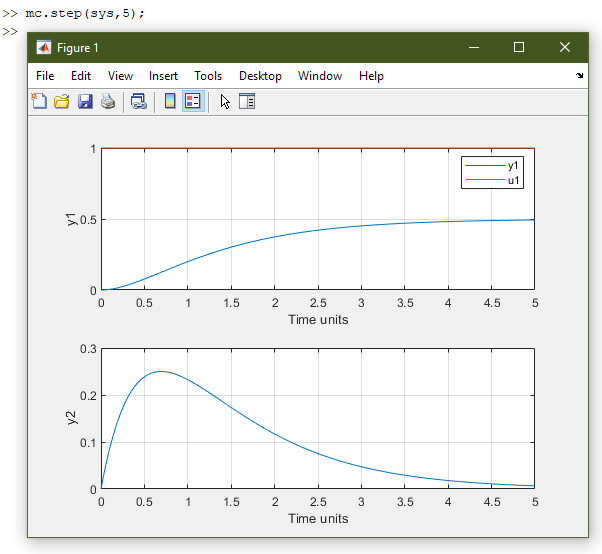 >> mc.step(sys,5);
>>
Figure 1
File Edit View Insert Tools Desktop Window Help
1
0.5
0
y1
y1
u1
0 0.5 1 1.5 2 2.5 3 3.5 4 4.5 5
Time units
0.3
0.2
0.1
0
y2
0 0.5 1 1.5 2 2.5 3 3.5 4 4.5 5
Time units